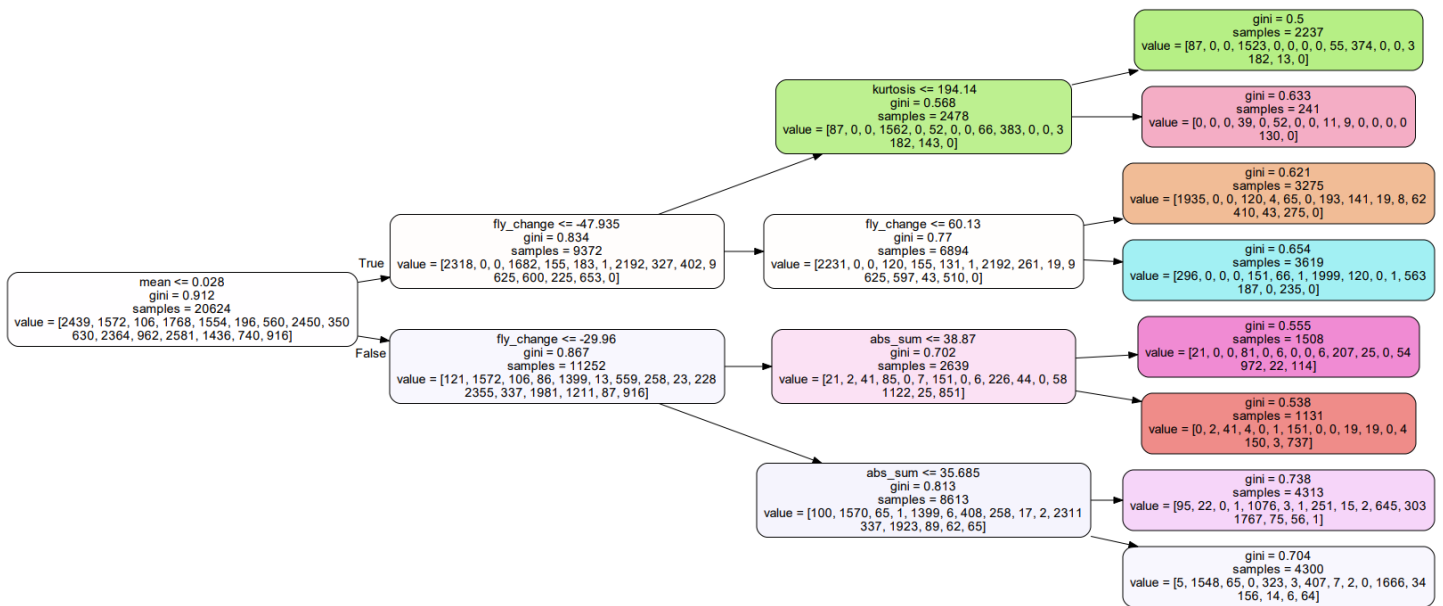 mean <= 0.028
gini = 0.912
samples = 20624
value = [2439, 1572, 106, 1768, 1554, 196, 560, 2450, 350
630, 2364, 962, 2581, 1436, 740, 916]
True
False
fly_change <= -47.935
gini = 0.834
samples = 9372
value = [2318, 0, 0, 1682, 155, 183, 1, 2192, 327, 402, 9
625, 600, 225, 653, 0]
fly_change <= -29.96
gini = 0.867
samples = 11252
value = [121, 1572, 106, 86, 1399, 13, 559, 258, 23, 228
2355, 337, 1981, 1211, 87, 916]
kurtosis <= 194.14
gini = 0.568
samples = 2478
value = [87, 0, 0, 1562, 0, 52, 0, 0, 66, 383, 0, 0, 3
182, 143, 0]
fly_change <= 60.13
gini = 0.77
samples = 6894
value = [2231, 0, 0, 120, 155, 131, 1, 2192, 261, 19, 9
625, 597, 43, 510, 0]
abs_sum <= 38.87
gini = 0.702
samples = 2639
value = [21, 2, 41, 85, 0, 7, 151, 0, 6, 226, 44, 0, 58
1122, 25, 851]
abs_sum <= 35.685
gini = 0.813
samples = 8613
value = [100, 1570, 65, 1, 1399, 6, 408, 258, 17, 2, 2311
337, 1923, 89, 62, 65]
gini = 0.5
samples = 2237
value = [87, 0, 0, 1523, 0, 0, 0, 0, 55, 374, 0, 0, 3
182, 13, 0]
gini = 0.633
samples = 241
value = [0, 0, 0, 39, 0, 52, 0, 0, 11, 9, 0, 0, 0, 0
130, 0]
gini = 0.621
samples = 3275
value = [1935, 0, 0, 120, 4, 65, 0, 193, 141, 19, 8, 62
410, 43, 275, 0]
gini = 0.654
samples = 3619
value = [296, 0, 0, 0, 151, 66, 1, 1999, 120, 0, 1, 563
187, 0, 235, 0]
gini = 0.555
samples = 1508
value = [21, 0, 0, 81, 0, 6, 0, 0, 6, 207, 25, 0, 54
972, 22, 114]
gini = 0.538
samples = 1131
value = [0, 2, 41, 4, 0, 1, 151, 0, 0, 19, 19, 0, 4
150, 3, 737]
gini = 0.738
samples = 4313
value = [95, 22, 0, 1, 1076, 3, 1, 251, 15, 2, 645, 303
1767, 75, 56, 1]
gini = 0.704
samples = 4300
value = [5, 1548, 65, 0, 323, 3, 407, 7, 2, 0, 1666, 34
156, 14, 6, 64]